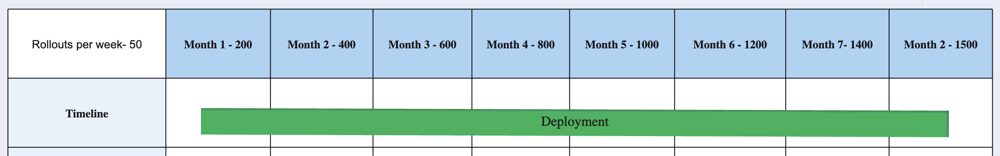 Rollouts per week- 50
Month 1 - 200
Month 2 - 400
Month 3 - 600
Month 4 - 800
Month 5 - 1000
Month 6 - 1200
Month 7- 1400
Month 2 - 1500
Timeline
Deployment